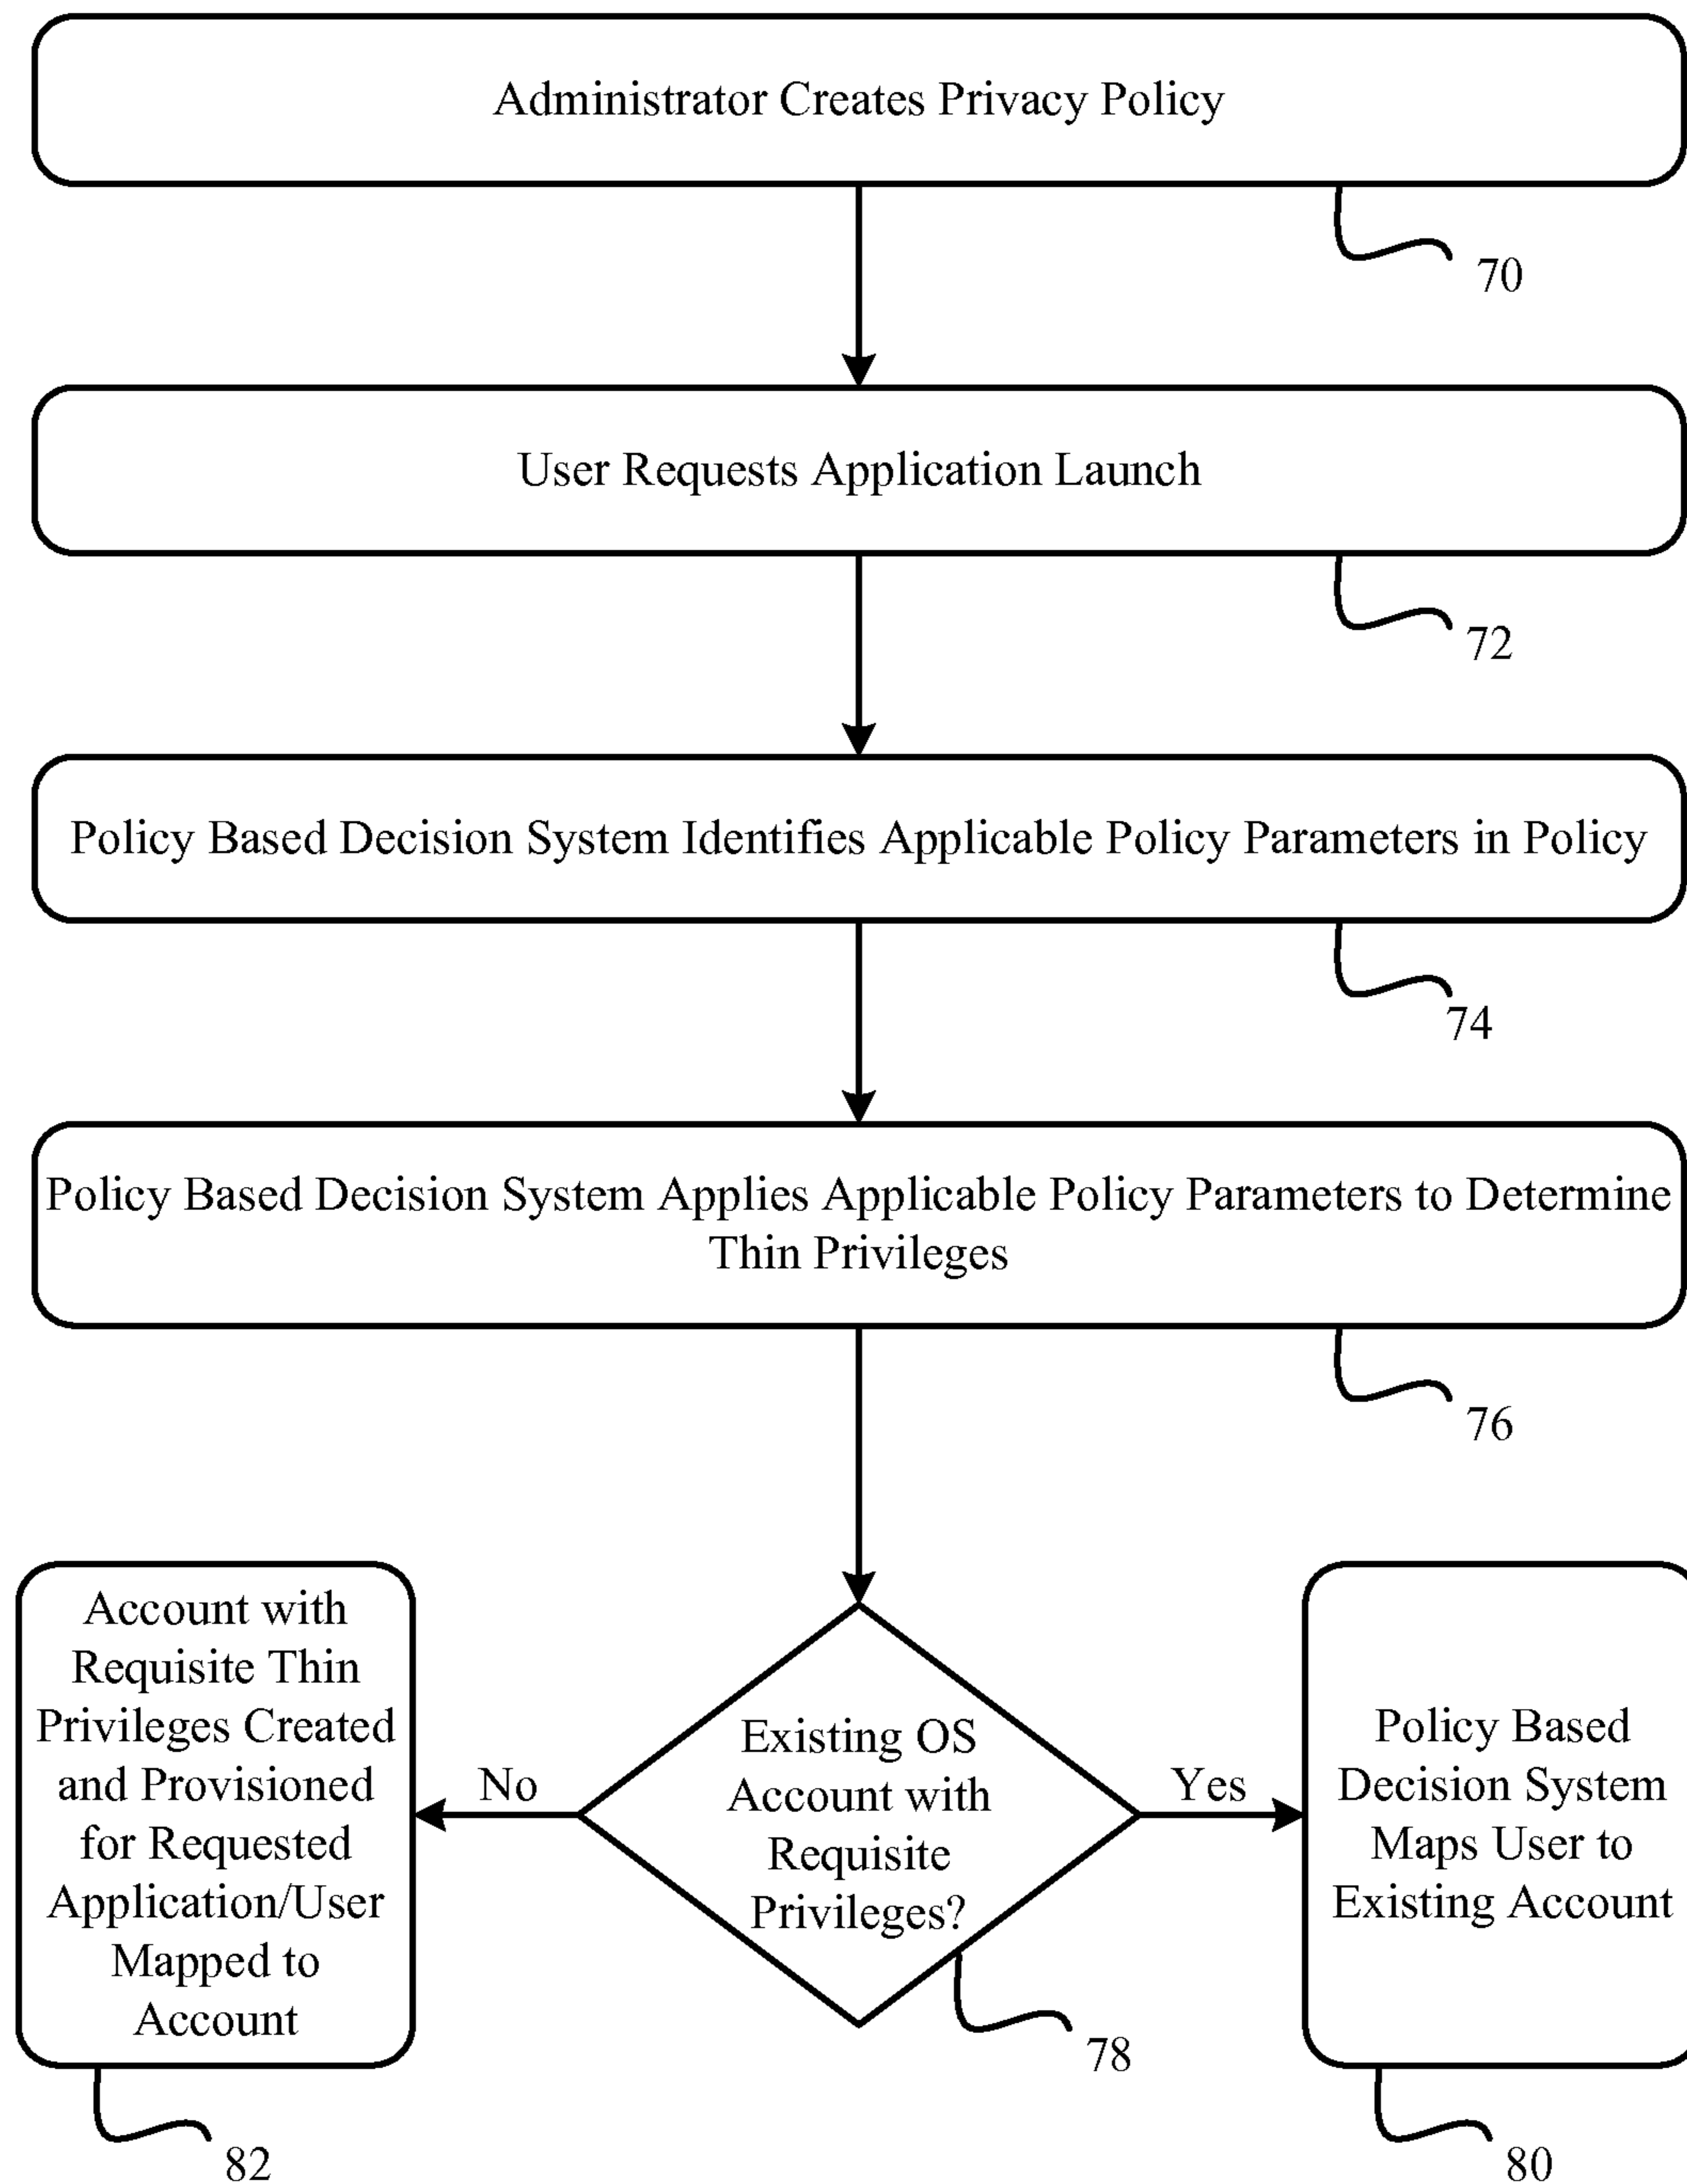 Administrator Creates Privacy Policy
70
User Requests Application Launch
72
Policy Based Decision System Identifies Applicable Policy Parameters in Policy
74
Policy Based Decision System Applies Applicable Policy Parameters to Determine
Thin Privileges
76
Account with
Requisite Thin
Privileges Created
and Provisioned
for Requested
Application/User
Mapped to
Account
82
No
Existing OS
Account with
Requisite
Privileges?
78
Yes
Policy Based
Decision System
Maps User to
Existing Account
80